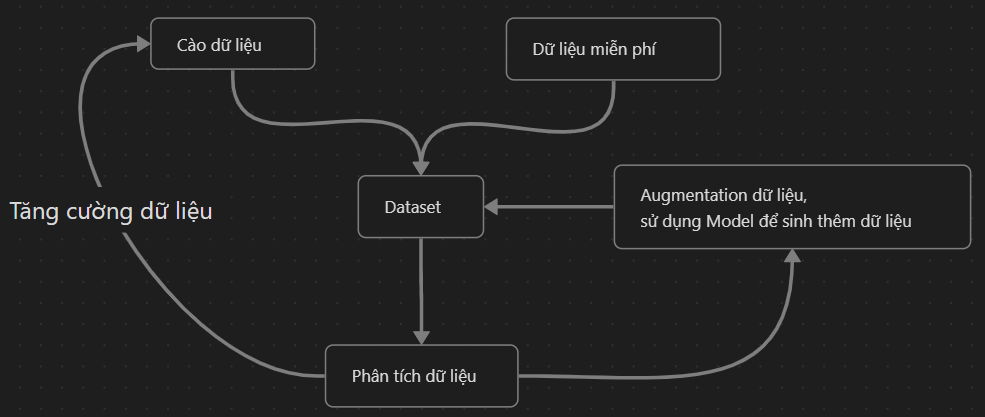 Cào dữ liệu
Dữ liệu miễn phí
Tăng cường dữ liệu
Dataset
Augmentation dữ liệu,
sử dụng Model để sinh thêm dữ liệu
Phân tích dữ liệu